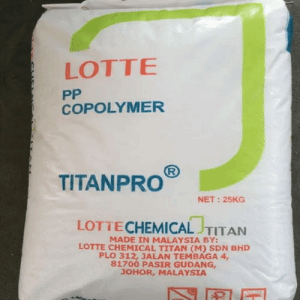 LOTTE
PP
COPOLYMER
TITANPRO®
NET : 25KG
LOTTE CHEMICAL TITAN
MADE IN MALAYSIA BY:
LOTTE CHEMICAL TITAN (M) SDN BHD
PLO 312, JALAN TEMBAGA 4,
81700 PASIR GUDANG,
JOHOR, MALAYSIA